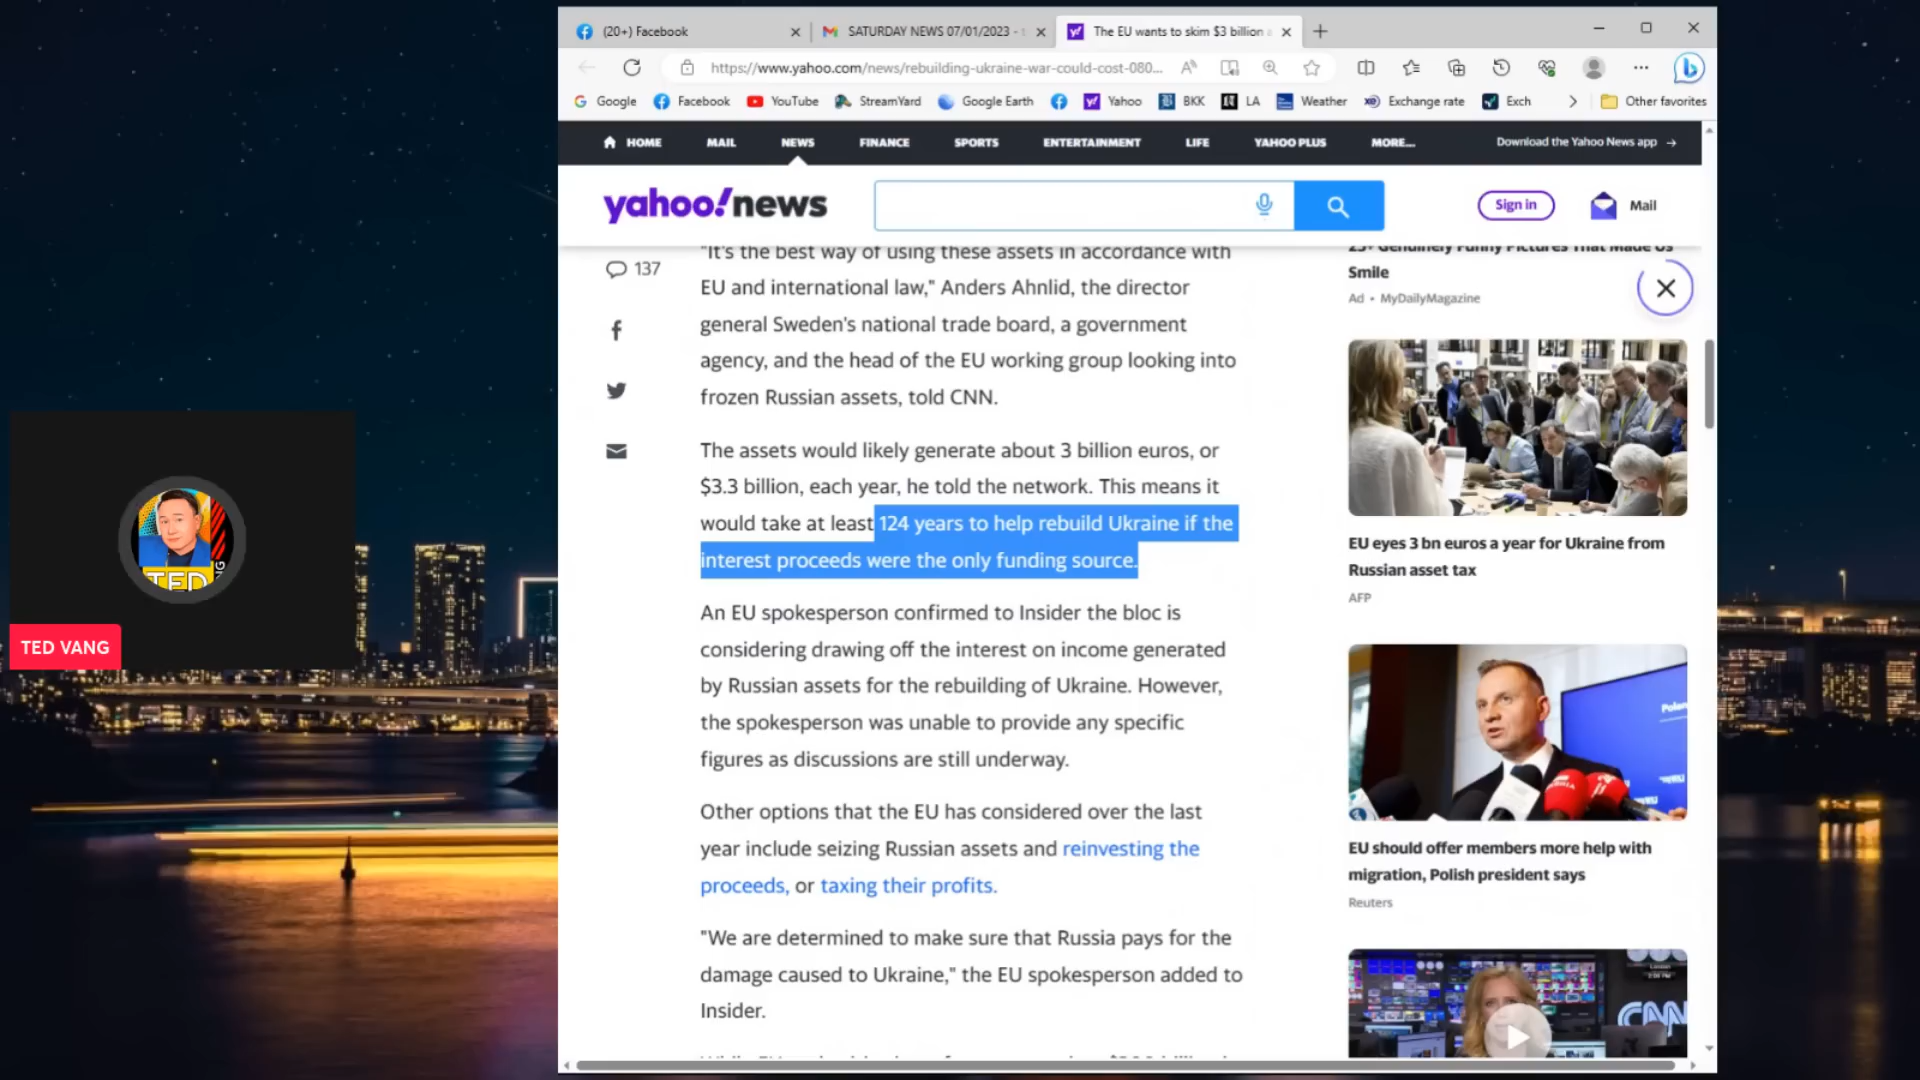 (20+) Facebook
SATURDAY NEWS 07/01/2023 -
The EU wants to skim $3 billion
https://www.yahoo.com/news/rebuilding-ukraine-war-could-cost-080...
Google
Facebook
YouTube
StreamYard
Google Earth
Yahoo
BKK
LA
Weather
Exchange rate
Exch
Other favorites
HOME
MAIL
NEWS
FINANCE
SPORTS
ENTERTAINMENT
LIFE
YAHOO PLUS
MORE...
Download the Yahoo News app →
yahoo!news
Sign in
Mail
137
"It's the best way of using these assets in accordance with
EU and international law," Anders Ahnlid, the director
general Sweden's national trade board, a government
agency, and the head of the EU working group looking into
frozen Russian assets, told CNN.
The assets would likely generate about 3 billion euros, or
$3.3 billion, each year, he told the network. This means it
would take at least 124 years to help rebuild Ukraine if the
interest proceeds were the only funding source.
An EU spokesperson confirmed to Insider the bloc is
considering drawing off the interest on income generated
by Russian assets for the rebuilding of Ukraine. However,
the spokesperson was unable to provide any specific
figures as discussions are still underway.
Other options that the EU has considered over the last
year include seizing Russian assets and reinvesting the
proceeds, or taxing their profits.
"We are determined to make sure that Russia pays for the
damage caused to Ukraine," the EU spokesperson added to
Insider.
25+ Genuinely Funny Pictures That Made Us
Smile
Ad • MyDailyMagazine
EU eyes 3 bn euros a year for Ukraine from
Russian asset tax
AFP
EU should offer members more help with
migration, Polish president says
Reuters
CNN
TED
TED VANG